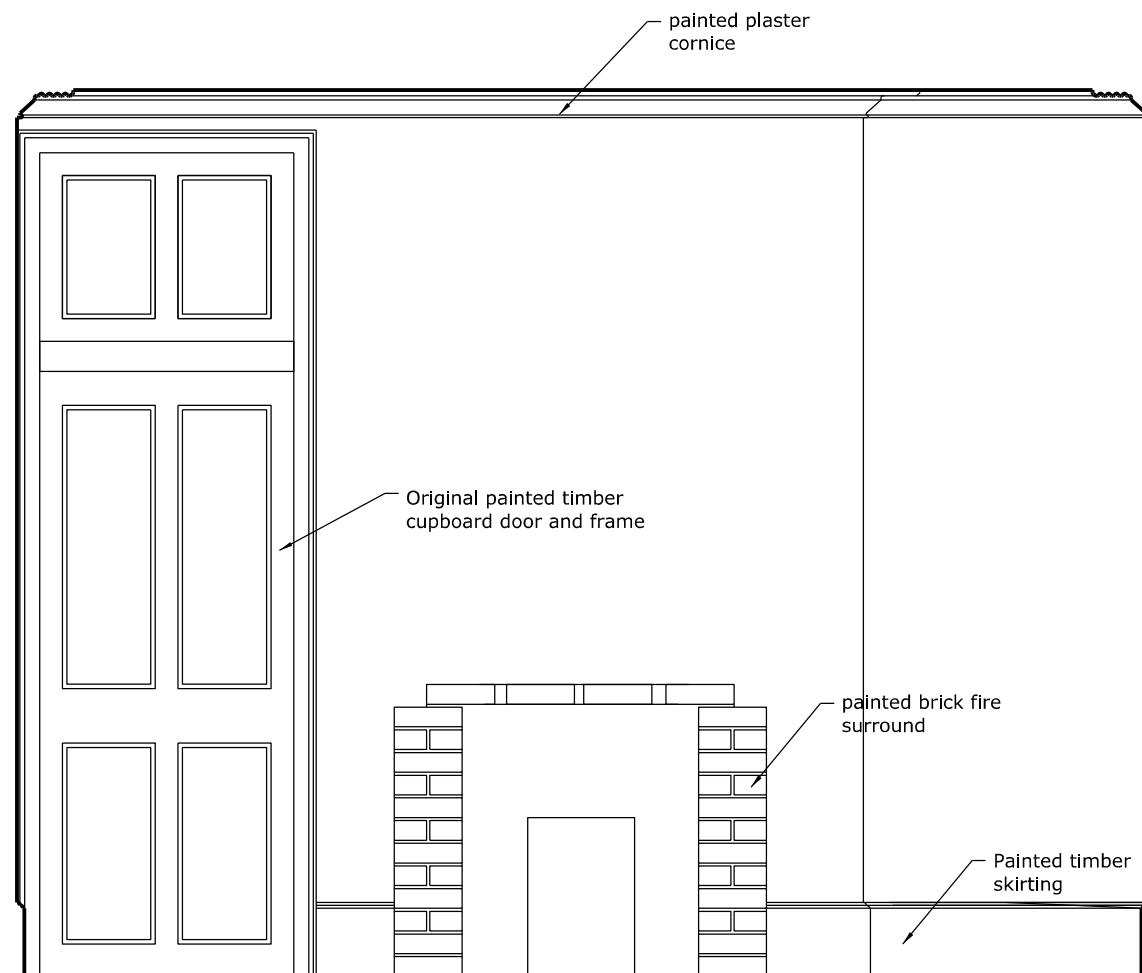 painted plaster
cornice
Original painted timber
cupboard door and frame
painted brick fire
surround
Painted timber
skirting